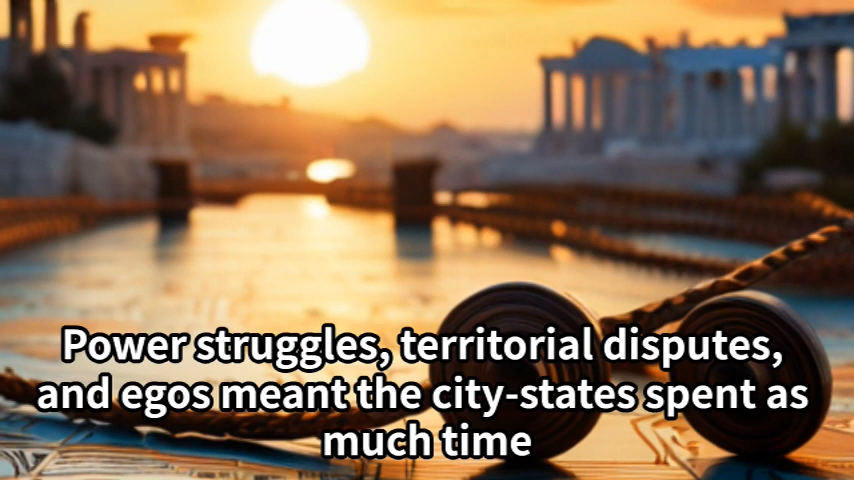 Power struggles, territorial disputes,
and egos meant the city-states spent as
much time